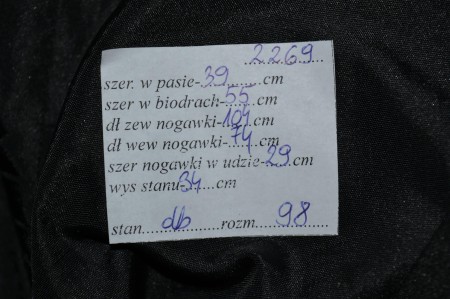 ...2269...
szer. w pasie-39........cm
szer w biodrach-55....cm
dł zew nogawki-104...cm
dł wew nogawki-74....cm
szer nogawki w udzie-29.cm
wys stanu-34....cm
stan....db........rozm....98....